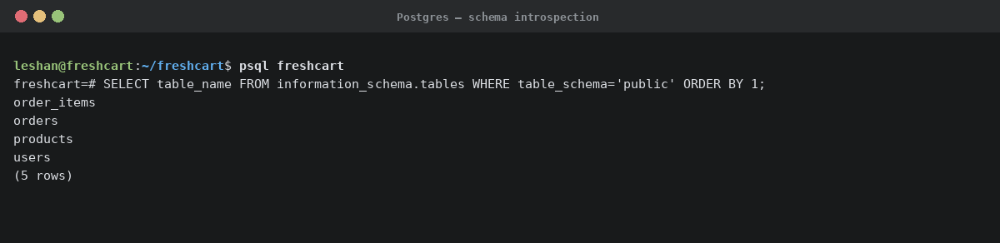 Postgres — schema introspection
leshan@freshcart:~/freshcart$ psql freshcart
freshcart=# SELECT table_name FROM information_schema.tables WHERE table_schema='public' ORDER BY 1;
order_items
orders
products
users
(5 rows)